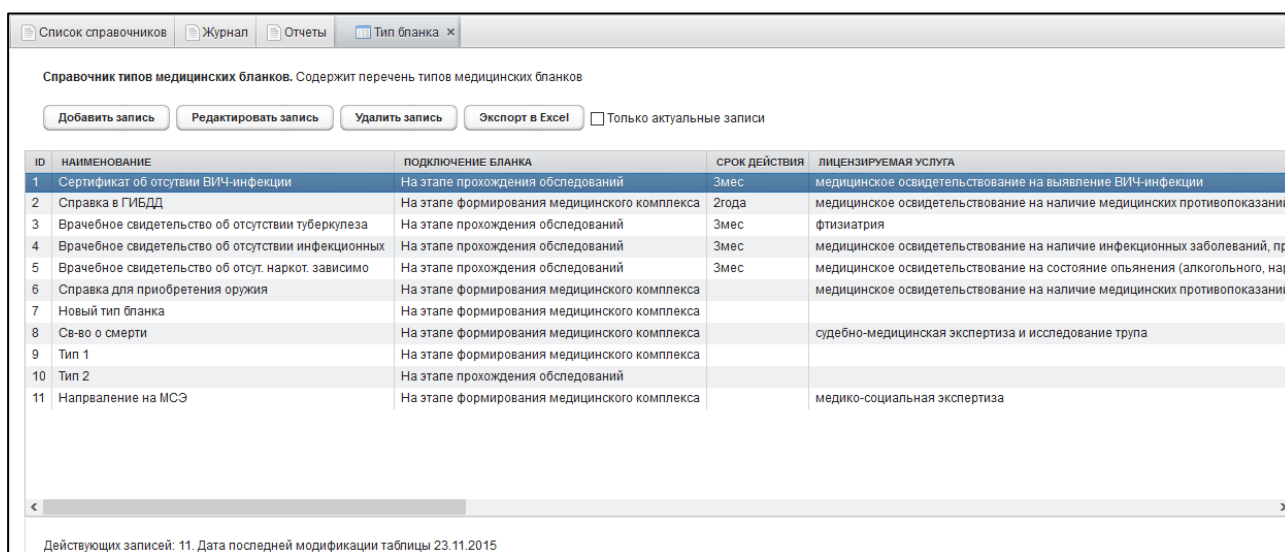 Список справочников Журнал Отчеты Тип бланка ×
Справочник типов медицинских бланков. Содержит перечень типов медицинских бланков
Добавить запись Редактировать запись Удалить запись Экспорт в Excel Только актуальные записи
ID НАИМЕНОВАНИЕ ПОДКЛЮЧЕНИЕ БЛАНКА СРОК ДЕЙСТВИЯ ЛИЦЕНЗИРУЕМАЯ УСЛУГА
1 Сертификат об отсутвии ВИЧ-инфекции На этапе прохождения обследований 3мес медицинское освидетельствование на выявление ВИЧ-инфекции
2 Справка в ГИБДД На этапе формирования медицинского комплекса 2года медицинское освидетельствование на наличие медицинских противопоказаний
3 Врачебное свидетельство об отсутствии туберкулеза На этапе прохождения обследований 3мес фтизиатрия
4 Врачебное свидетельство об отсутствии инфекционных На этапе прохождения обследований 3мес медицинское освидетельствование на наличие инфекционных заболеваний, пр
5 Врачебное свидетельство об отсут. наркот. зависимо На этапе прохождения обследований 3мес медицинское освидетельствование на состояние опьянения (алкогольного, нар
6 Справка для приобретения оружия На этапе формирования медицинского комплекса медицинское освидетельствование на наличие медицинских противопоказаний
7 Новый тип бланка На этапе формирования медицинского комплекса
8 Св-во о смерти На этапе формирования медицинского комплекса судебно-медицинская экспертиза и исследование трупа
9 Тип 1 На этапе формирования медицинского комплекса
10 Тип 2 На этапе прохождения обследований
11 Напрваление на МСЭ На этапе формирования медицинского комплекса медико-социальная экспертиза
Действующих записей: 11. Дата последней модификации таблицы 23.11.2015